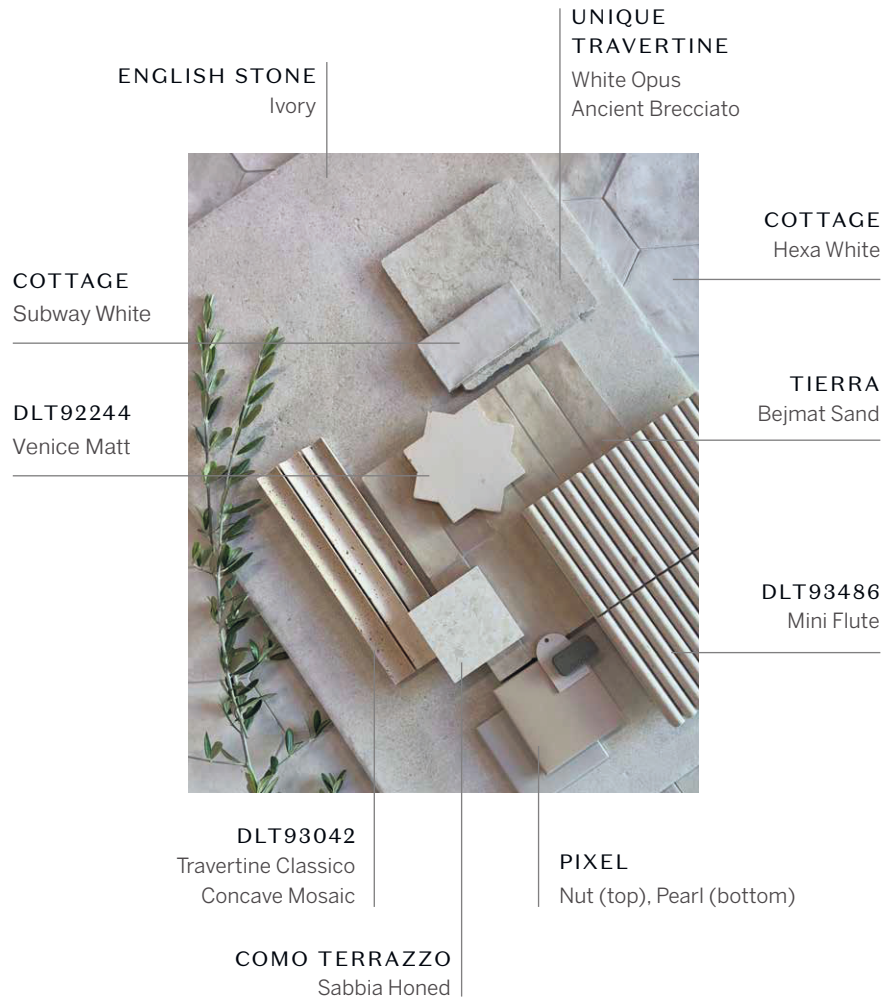 UNIQUE
TRAVERTINE
White Opus
Ancient Brecciato
ENGLISH STONE
Ivory
COTTAGE
Hexa White
COTTAGE
Subway White
TIERRA
Bejmat Sand
DLT92244
Venice Matt
DLT93486
Mini Flute
DLT93042
Travertine Classico
Concave Mosaic
PIXEL
Nut (top), Pearl (bottom)
COMO TERRAZZO
Sabbia Honed